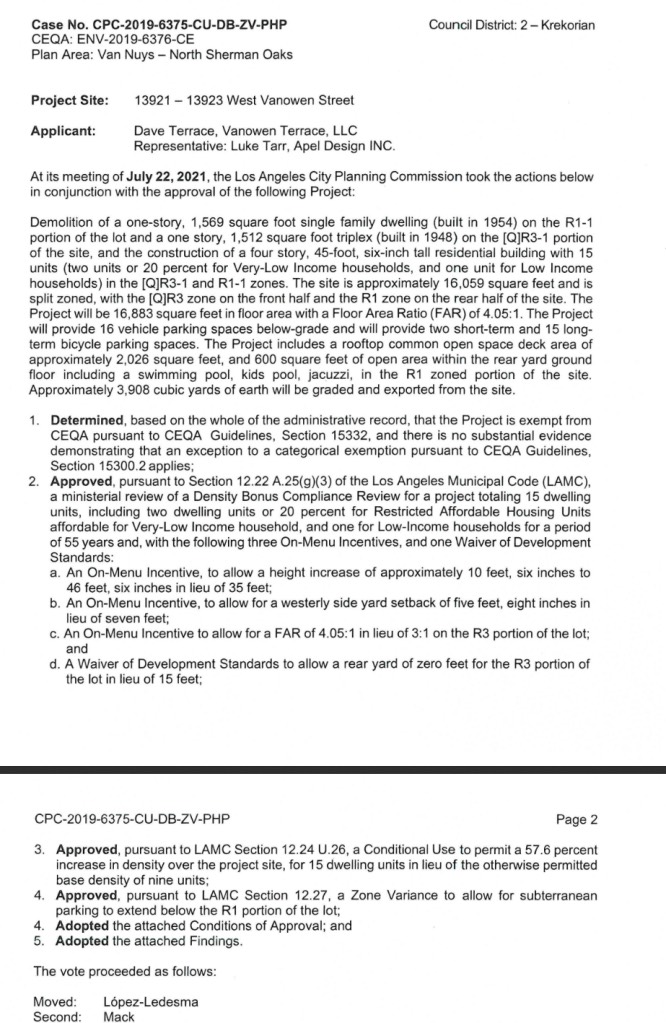 Case No. CPC-2019-6375-CU-DB-ZV-PHP Council District: 2 – Krekorian
CEQA: ENV-2019-6376-CE
Plan Area: Van Nuys – North Sherman Oaks
Project Site: 13921 – 13923 West Vanowen Street
Applicant: Dave Terrace, Vanowen Terrace, LLC
Representative: Luke Tarr, Apel Design INC.
At its meeting of July 22, 2021, the Los Angeles City Planning Commission took the actions below
in conjunction with the approval of the following Project:
Demolition of a one-story, 1,569 square foot single family dwelling (built in 1954) on the R1-1
portion of the lot and a one story, 1,512 square foot triplex (built in 1948) on the [Q]R3-1 portion
of the site, and the construction of a four story, 45-foot, six-inch tall residential building with 15
units (two units or 20 percent for Very-Low Income households, and one unit for Low Income
households) in the [Q]R3-1 and R1-1 zones. The site is approximately 16,059 square feet and is
split zoned, with the [Q]R3 zone on the front half and the R1 zone on the rear half of the site. The
Project will be 16,883 square feet in floor area with a Floor Area Ratio (FAR) of 4.05:1. The Project
will provide 16 vehicle parking spaces below-grade and will provide two short-term and 15 long-
term bicycle parking spaces. The Project includes a rooftop common open space deck area of
approximately 2,026 square feet, and 600 square feet of open area within the rear yard ground
floor including a swimming pool, kids pool, jacuzzi, in the R1 zoned portion of the site.
Approximately 3,908 cubic yards of earth will be graded and exported from the site.
1. Determined, based on the whole of the administrative record, that the Project is exempt from
CEQA pursuant to CEQA Guidelines, Section 15332, and there is no substantial evidence
demonstrating that an exception to a categorical exemption pursuant to CEQA Guidelines,
Section 15300.2 applies;
2. Approved, pursuant to Section 12.22 A.25(g)(3) of the Los Angeles Municipal Code (LAMC),
a ministerial review of a Density Bonus Compliance Review for a project totaling 15 dwelling
units, including two dwelling units or 20 percent for Restricted Affordable Housing Units
affordable for Very-Low Income household, and one for Low-Income households for a period
of 55 years and, with the following three On-Menu Incentives, and one Waiver of Development
Standards:
a. An On-Menu Incentive, to allow a height increase of approximately 10 feet, six inches to
46 feet, six inches in lieu of 35 feet;
b. An On-Menu Incentive, to allow for a westerly side yard setback of five feet, eight inches in
lieu of seven feet;
c. An On-Menu Incentive to allow for a FAR of 4.05:1 in lieu of 3:1 on the R3 portion of the lot;
and
d. A Waiver of Development Standards to allow a rear yard of zero feet for the R3 portion of
the lot in lieu of 15 feet;
CPC-2019-6375-CU-DB-ZV-PHP Page 2
3. Approved, pursuant to LAMC Section 12.24 U.26, a Conditional Use to permit a 57.6 percent
increase in density over the project site, for 15 dwelling units in lieu of the otherwise permitted
base density of nine units;
4. Approved, pursuant to LAMC Section 12.27, a Zone Variance to allow for subterranean
parking to extend below the R1 portion of the lot;
4. Adopted the attached Conditions of Approval; and
5. Adopted the attached Findings.
The vote proceeded as follows:
Moved: López-Ledesma
Second: Mack